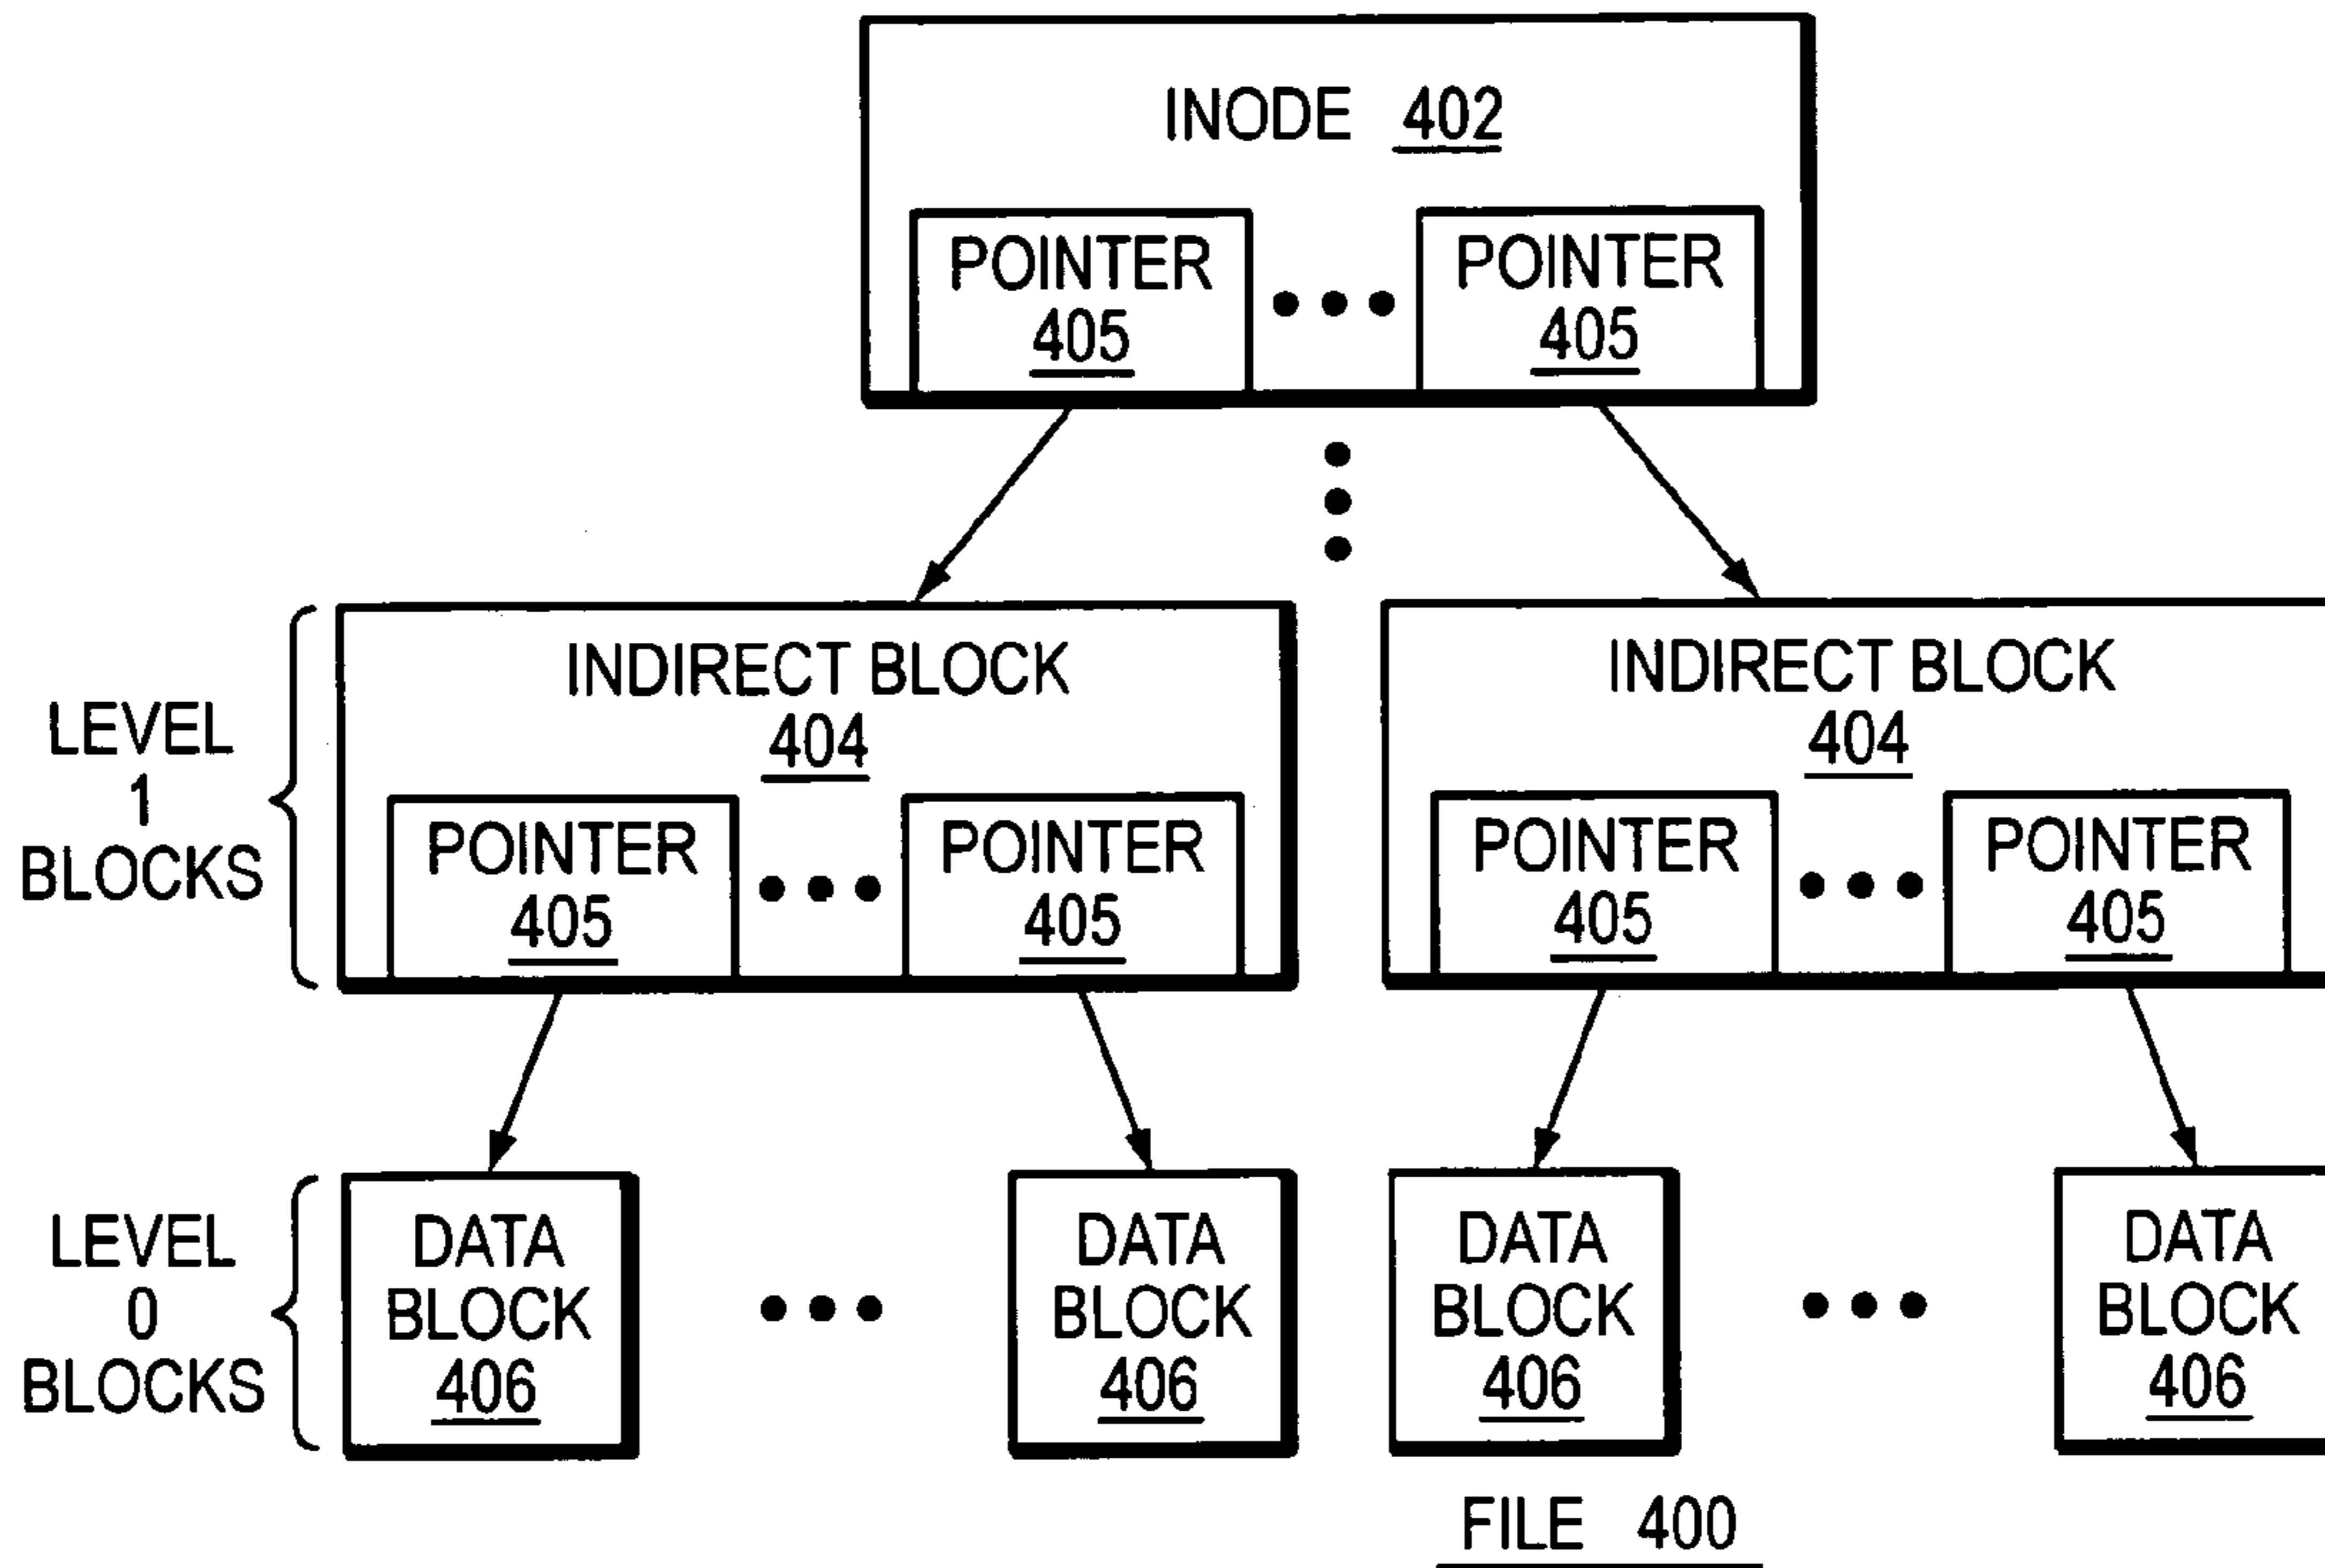 INODE 402
POINTER
405
POINTER
405
LEVEL
1
BLOCKS
INDIRECT BLOCK
404
POINTER
405
POINTER
405
INDIRECT BLOCK
404
POINTER
405
POINTER
405
LEVEL
0
BLOCKS
DATA
BLOCK
406
DATA
BLOCK
406
DATA
BLOCK
406
DATA
BLOCK
406
FILE 400